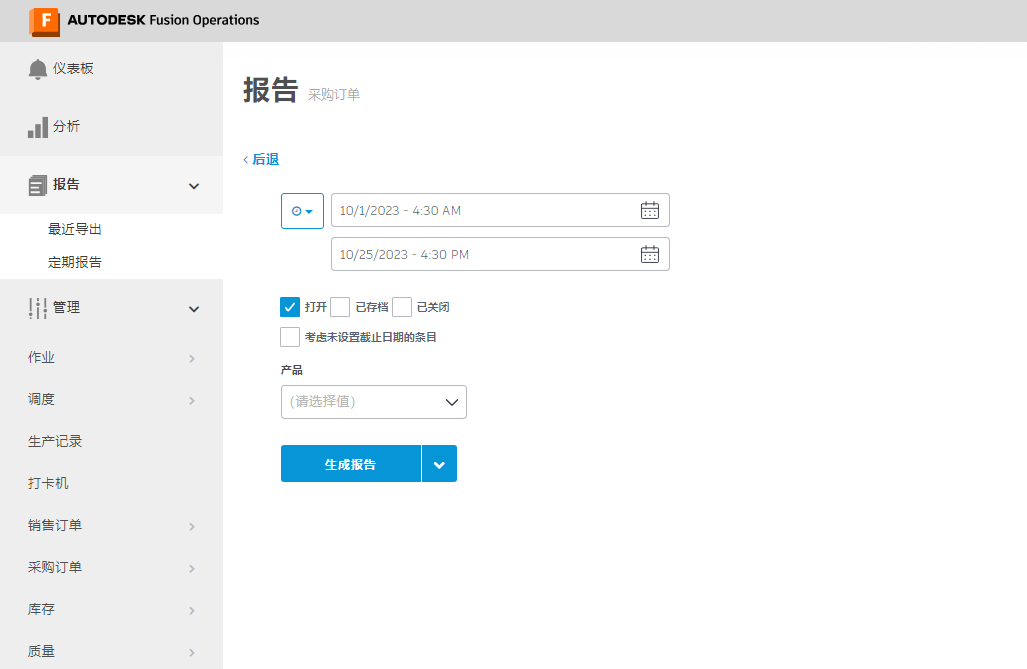 F AUTODESK Fusion Operations
仪表板
分析
报告
最近导出
定期报告
管理
作业
调度
生产记录
打卡机
销售订单
采购订单
库存
质量
报告 采购订单
后退
10/1/2023 - 4:30 AM
10/25/2023 - 4:30 PM
打开 已存档 已关闭
考虑未设置截止日期的条目
产品
(请选择值)
生成报告